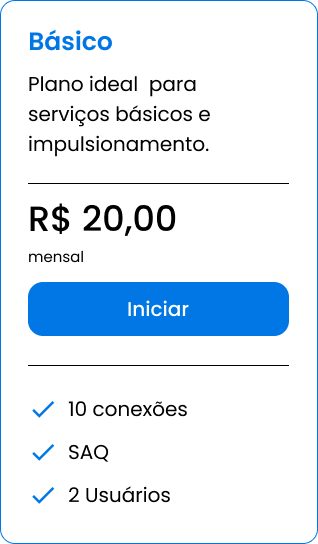 Básico
Plano ideal  para
serviços básicos e
impulsionamento.
R$ 20,00
mensal
Iniciar
10 conexões
SAQ
2 Usuários